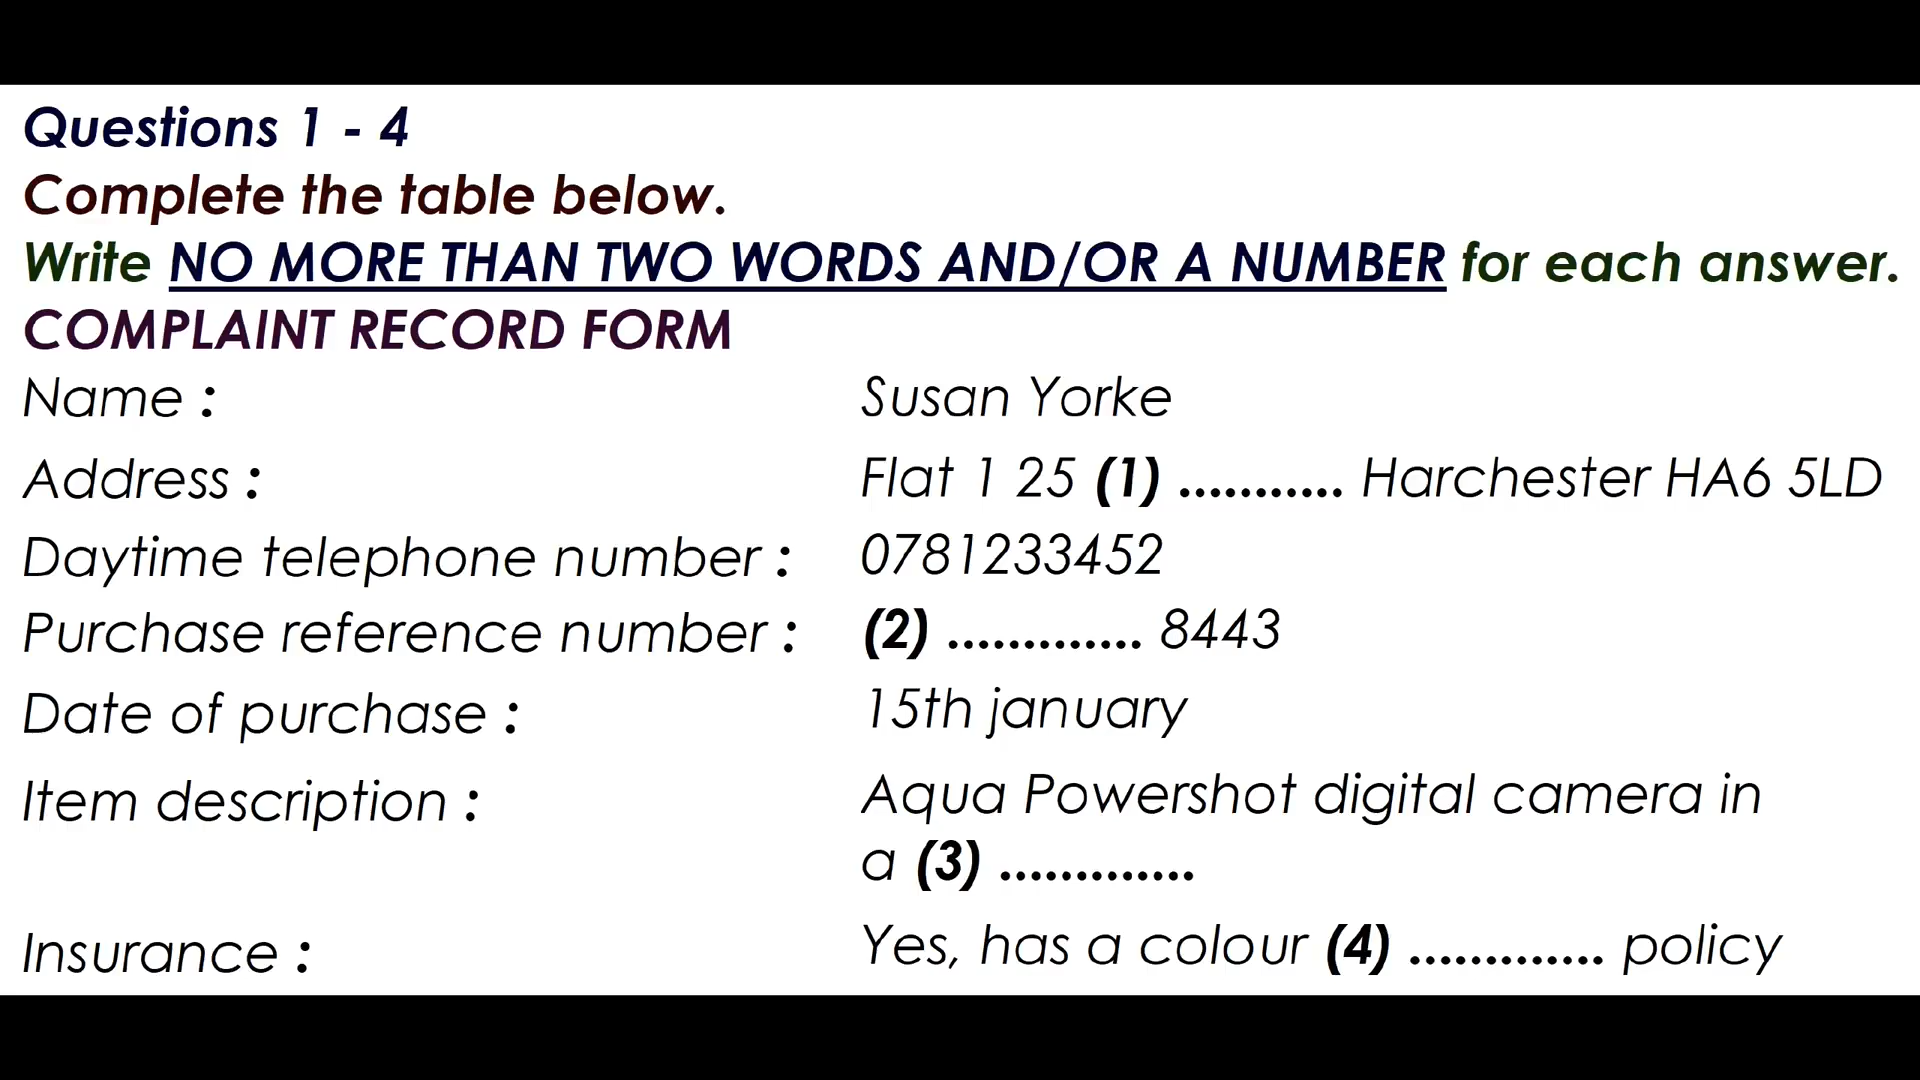 Questions 1 - 4
Complete the table below.
Write NO MORE THAN TWO WORDS AND/OR A NUMBER for each answer.
COMPLAINT RECORD FORM
Name : Susan Yorke
Address : Flat 1 25 (1) ........... Harchester HA6 5LD
Daytime telephone number : 0781233452
Purchase reference number : (2) ............. 8443
Date of purchase : 15th january
Item description : Aqua Powershot digital camera in
a (3) .............
Insurance : Yes, has a colour (4) ............. policy